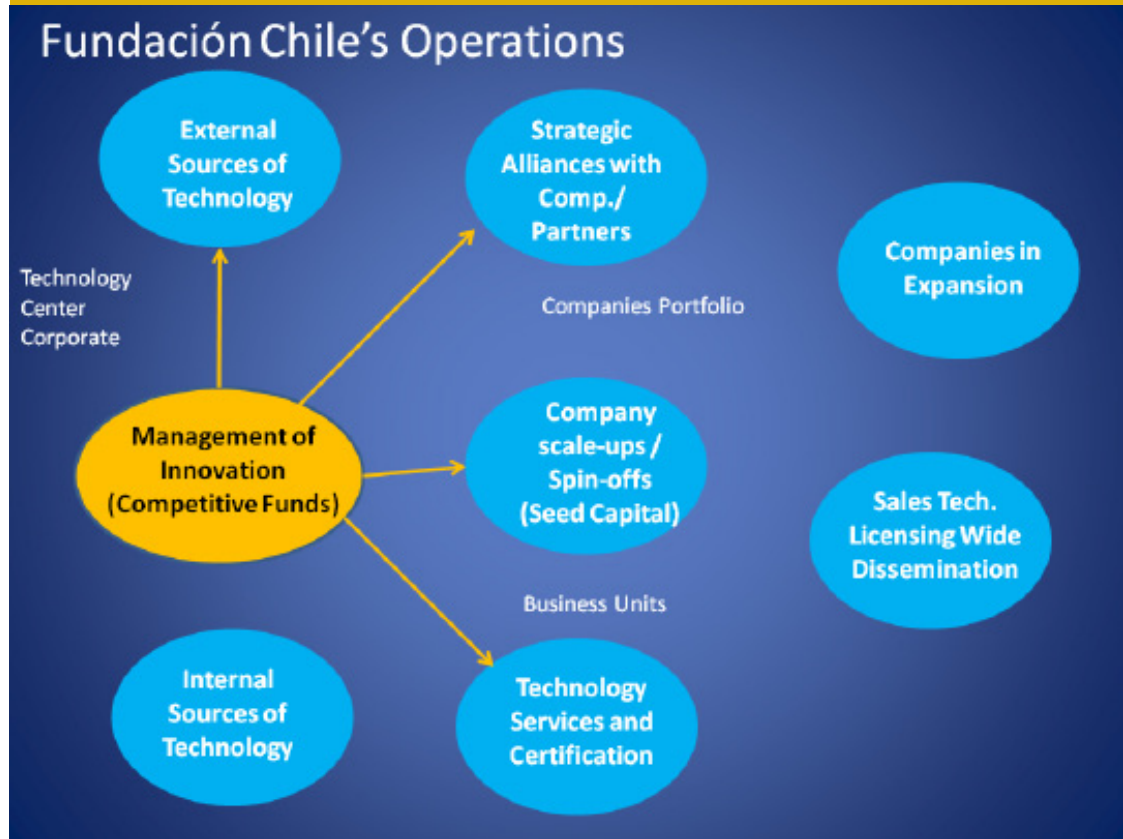 Fundación Chile's Operations
External
Sources of
Technology
Strategic
Alliances with
Comp./
Partners
Companies in
Expansion
Technology
Center
Corporate
Companies Portfolio
Management of
Innovation
(Competitive Funds)
Company
scale-ups /
Spin-offs
(Seed Capital)
Sales Tech.
Licensing Wide
Dissemination
Business Units
Internal
Sources of
Technology
Technology
Services and
Certification